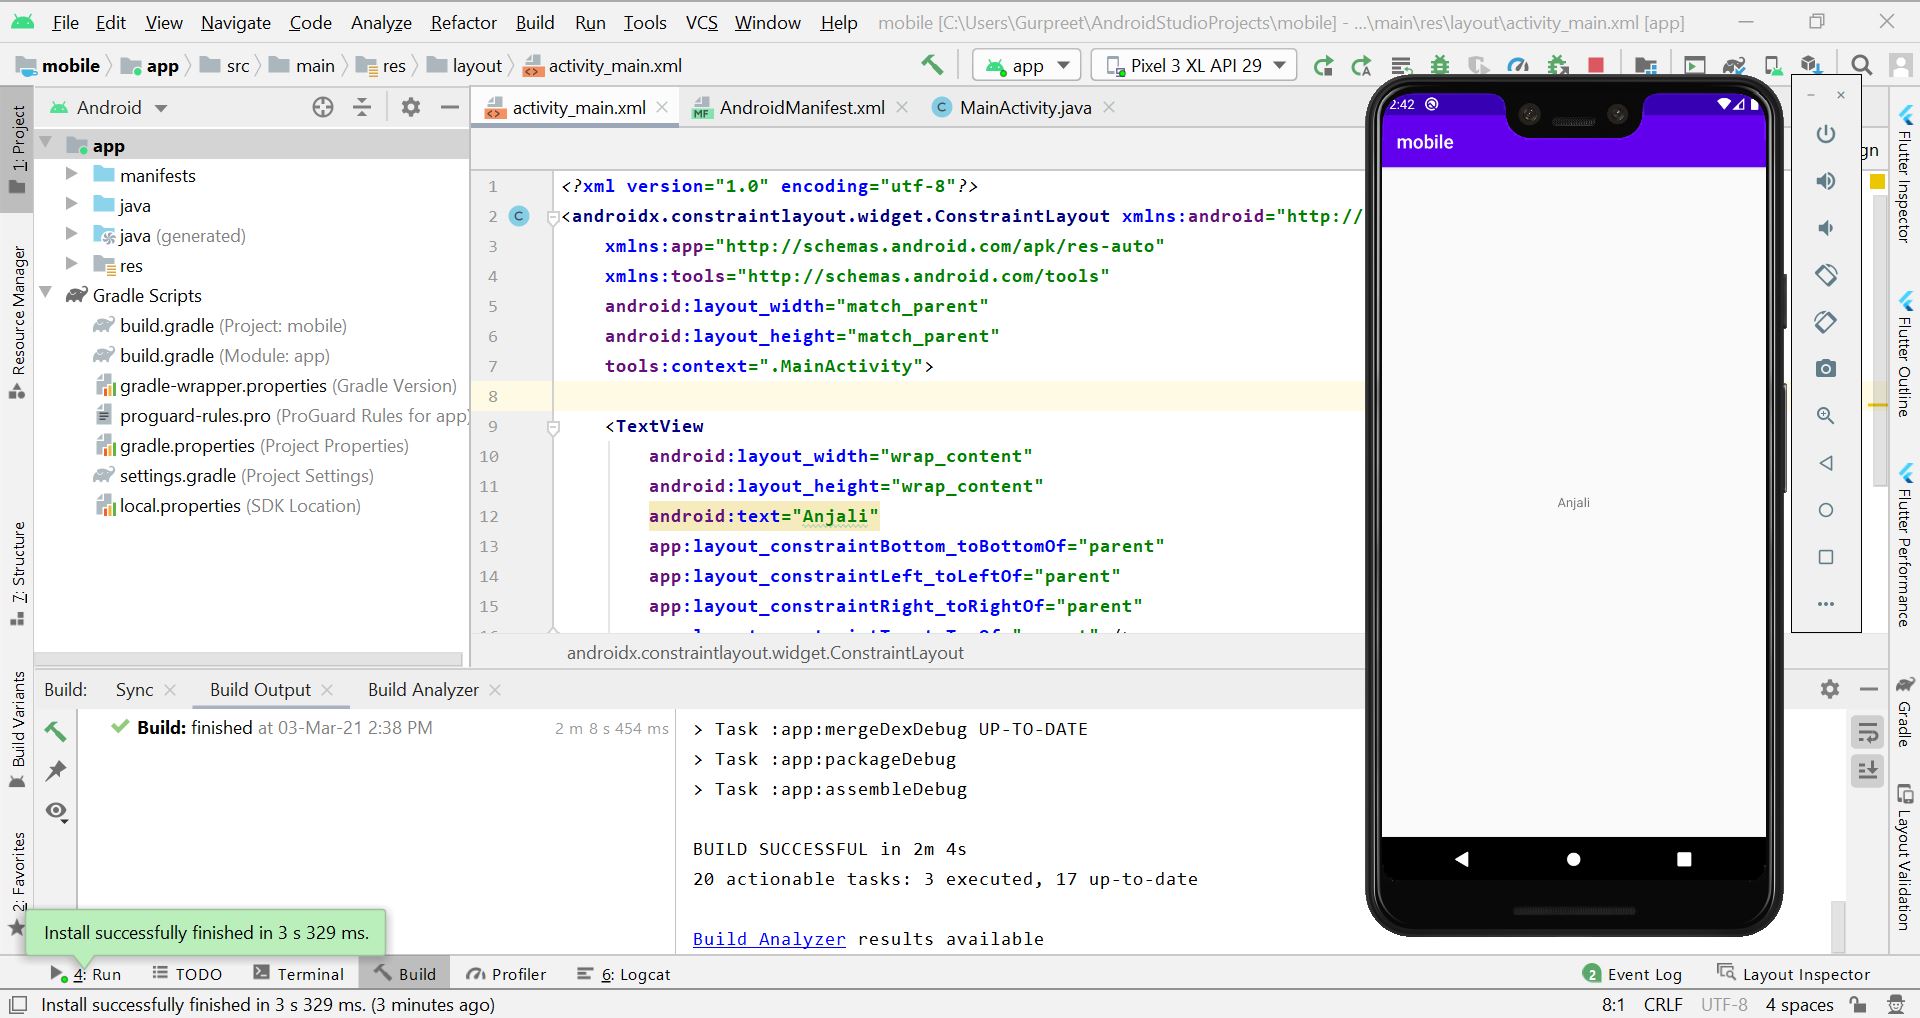 File Edit View Navigate Code Analyze Refactor Build Run Tools VCS Window Help mobile [C:\Users\Gurpreet\AndroidStudioProjects\mobile] - ...\main\res\layout\activity_main.xml [app]
mobile app src main res layout activity_main.xml app Pixel 3 XL API 29
Android
activity_main.xml AndroidManifest.xml MainActivity.java
1: Project
Resource Manager
7: Structure
Build Variants
2: Favorites
app
manifests
java
java (generated)
res
Gradle Scripts
build.gradle (Project: mobile)
build.gradle (Module: app)
gradle-wrapper.properties (Gradle Version)
proguard-rules.pro (ProGuard Rules for app)
gradle.properties (Project Properties)
settings.gradle (Project Settings)
local.properties (SDK Location)
1 <?xml version="1.0" encoding="utf-8"?>
2 <androidx.constraintlayout.widget.ConstraintLayout xmlns:android="http://
3 xmlns:app="http://schemas.android.com/apk/res-auto"
4 xmlns:tools="http://schemas.android.com/tools"
5 android:layout_width="match_parent"
6 android:layout_height="match_parent"
7 tools:context=".MainActivity">
8
9 <TextView
10 android:layout_width="wrap_content"
11 android:layout_height="wrap_content"
12 android:text="Anjali"
13 app:layout_constraintBottom_toBottomOf="parent"
14 app:layout_constraintLeft_toLeftOf="parent"
15 app:layout_constraintRight_toRightOf="parent"
androidx.constraintlayout.widget.ConstraintLayout
2:42
mobile
Anjali
gn
Flutter Inspector
Flutter Outline
Flutter Performance
Gradle
Layout Validation
Build: Sync Build Output Build Analyzer
Build: finished at 03-Mar-21 2:38 PM 2 m 8 s 454 ms
> Task :app:mergeDexDebug UP-TO-DATE
> Task :app:packageDebug
> Task :app:assembleDebug
BUILD SUCCESSFUL in 2m 4s
20 actionable tasks: 3 executed, 17 up-to-date
Build Analyzer results available
Install successfully finished in 3 s 329 ms.
4: Run TODO Terminal Build Profiler 6: Logcat 2 Event Log Layout Inspector
Install successfully finished in 3 s 329 ms. (3 minutes ago) 8:1 CRLF UTF-8 4 spaces